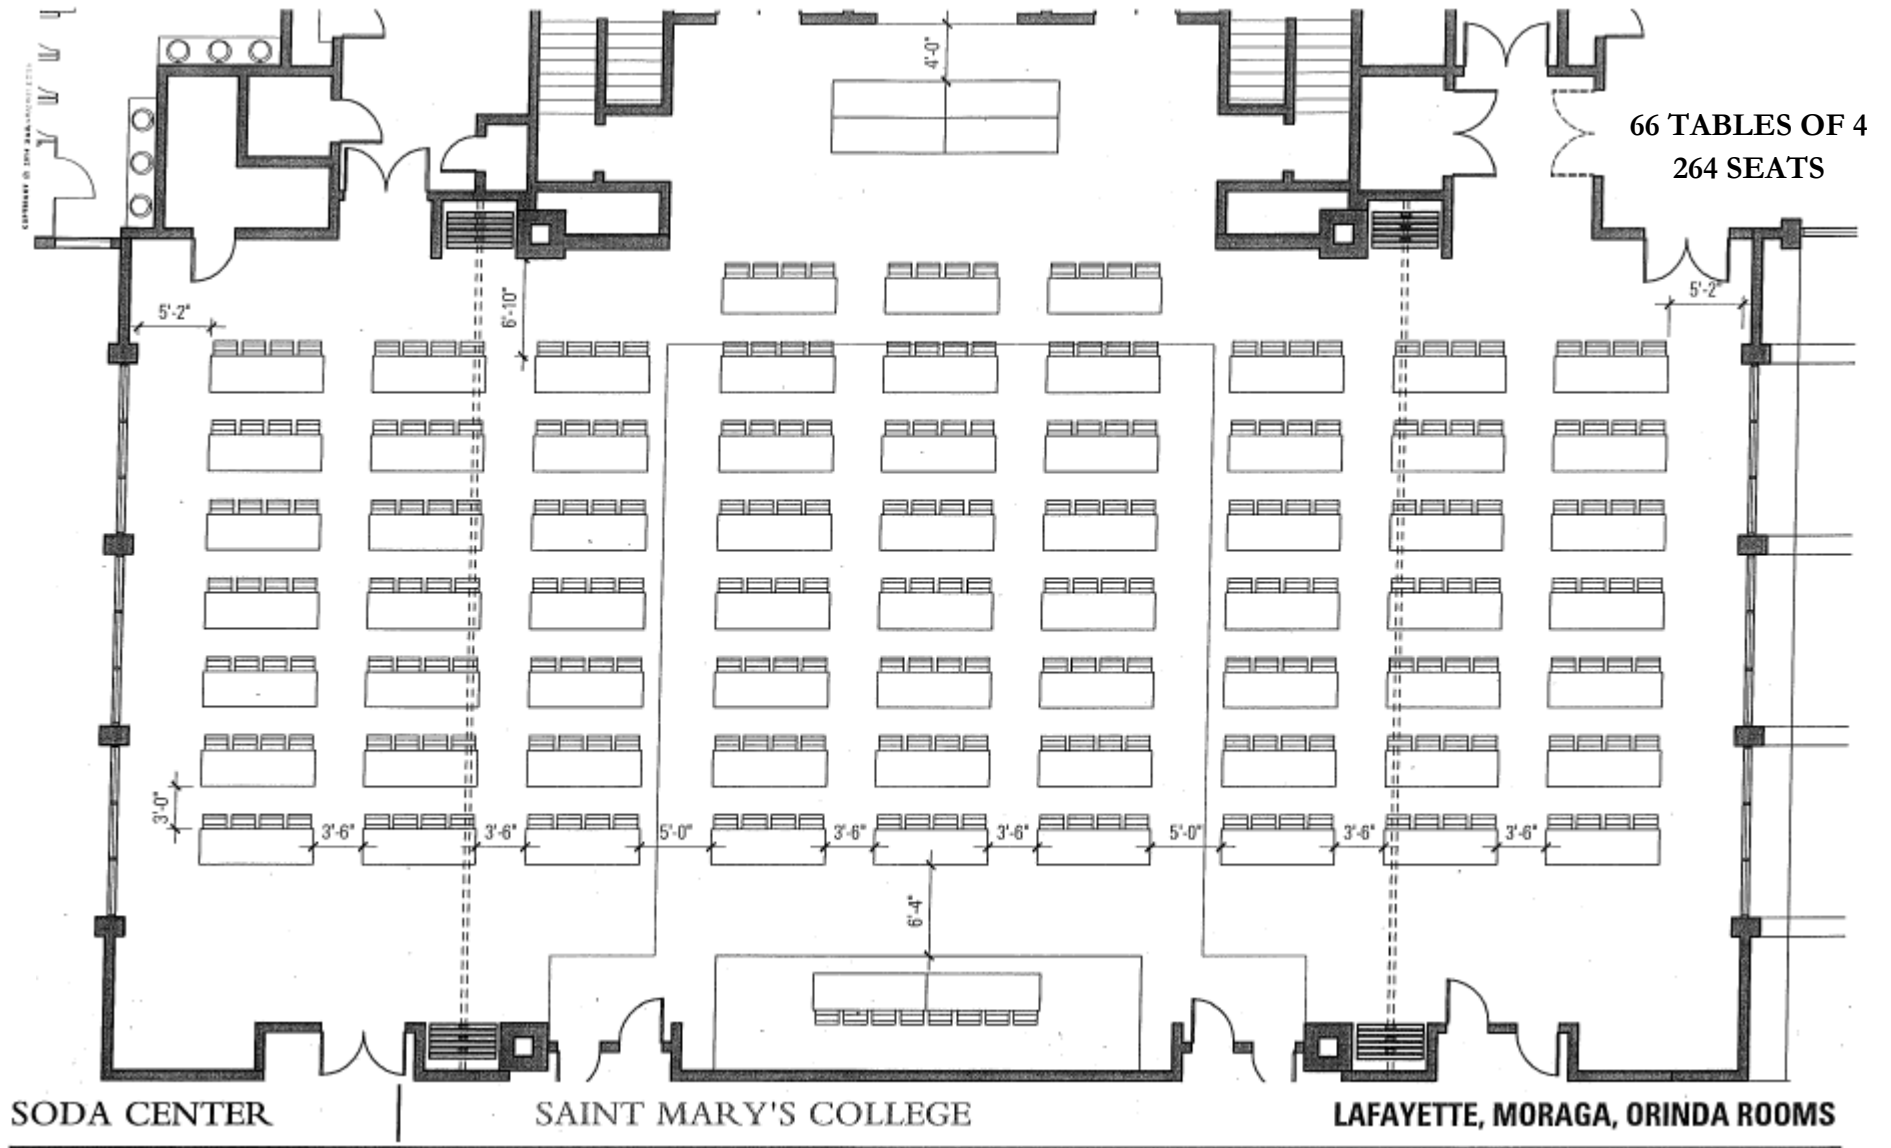 4'-0"
66 TABLES OF 4
264 SEATS
6'-10"
5'-2"
5'-2"
3'-0"
3'-6" 3'-6" 5'-0" 3'-6" 3'-6" 5'-0" 3'-6" 3'-6"
6'-4"
SODA CENTER SAINT MARY'S COLLEGE LAFAYETTE, MORAGA, ORINDA ROOMS